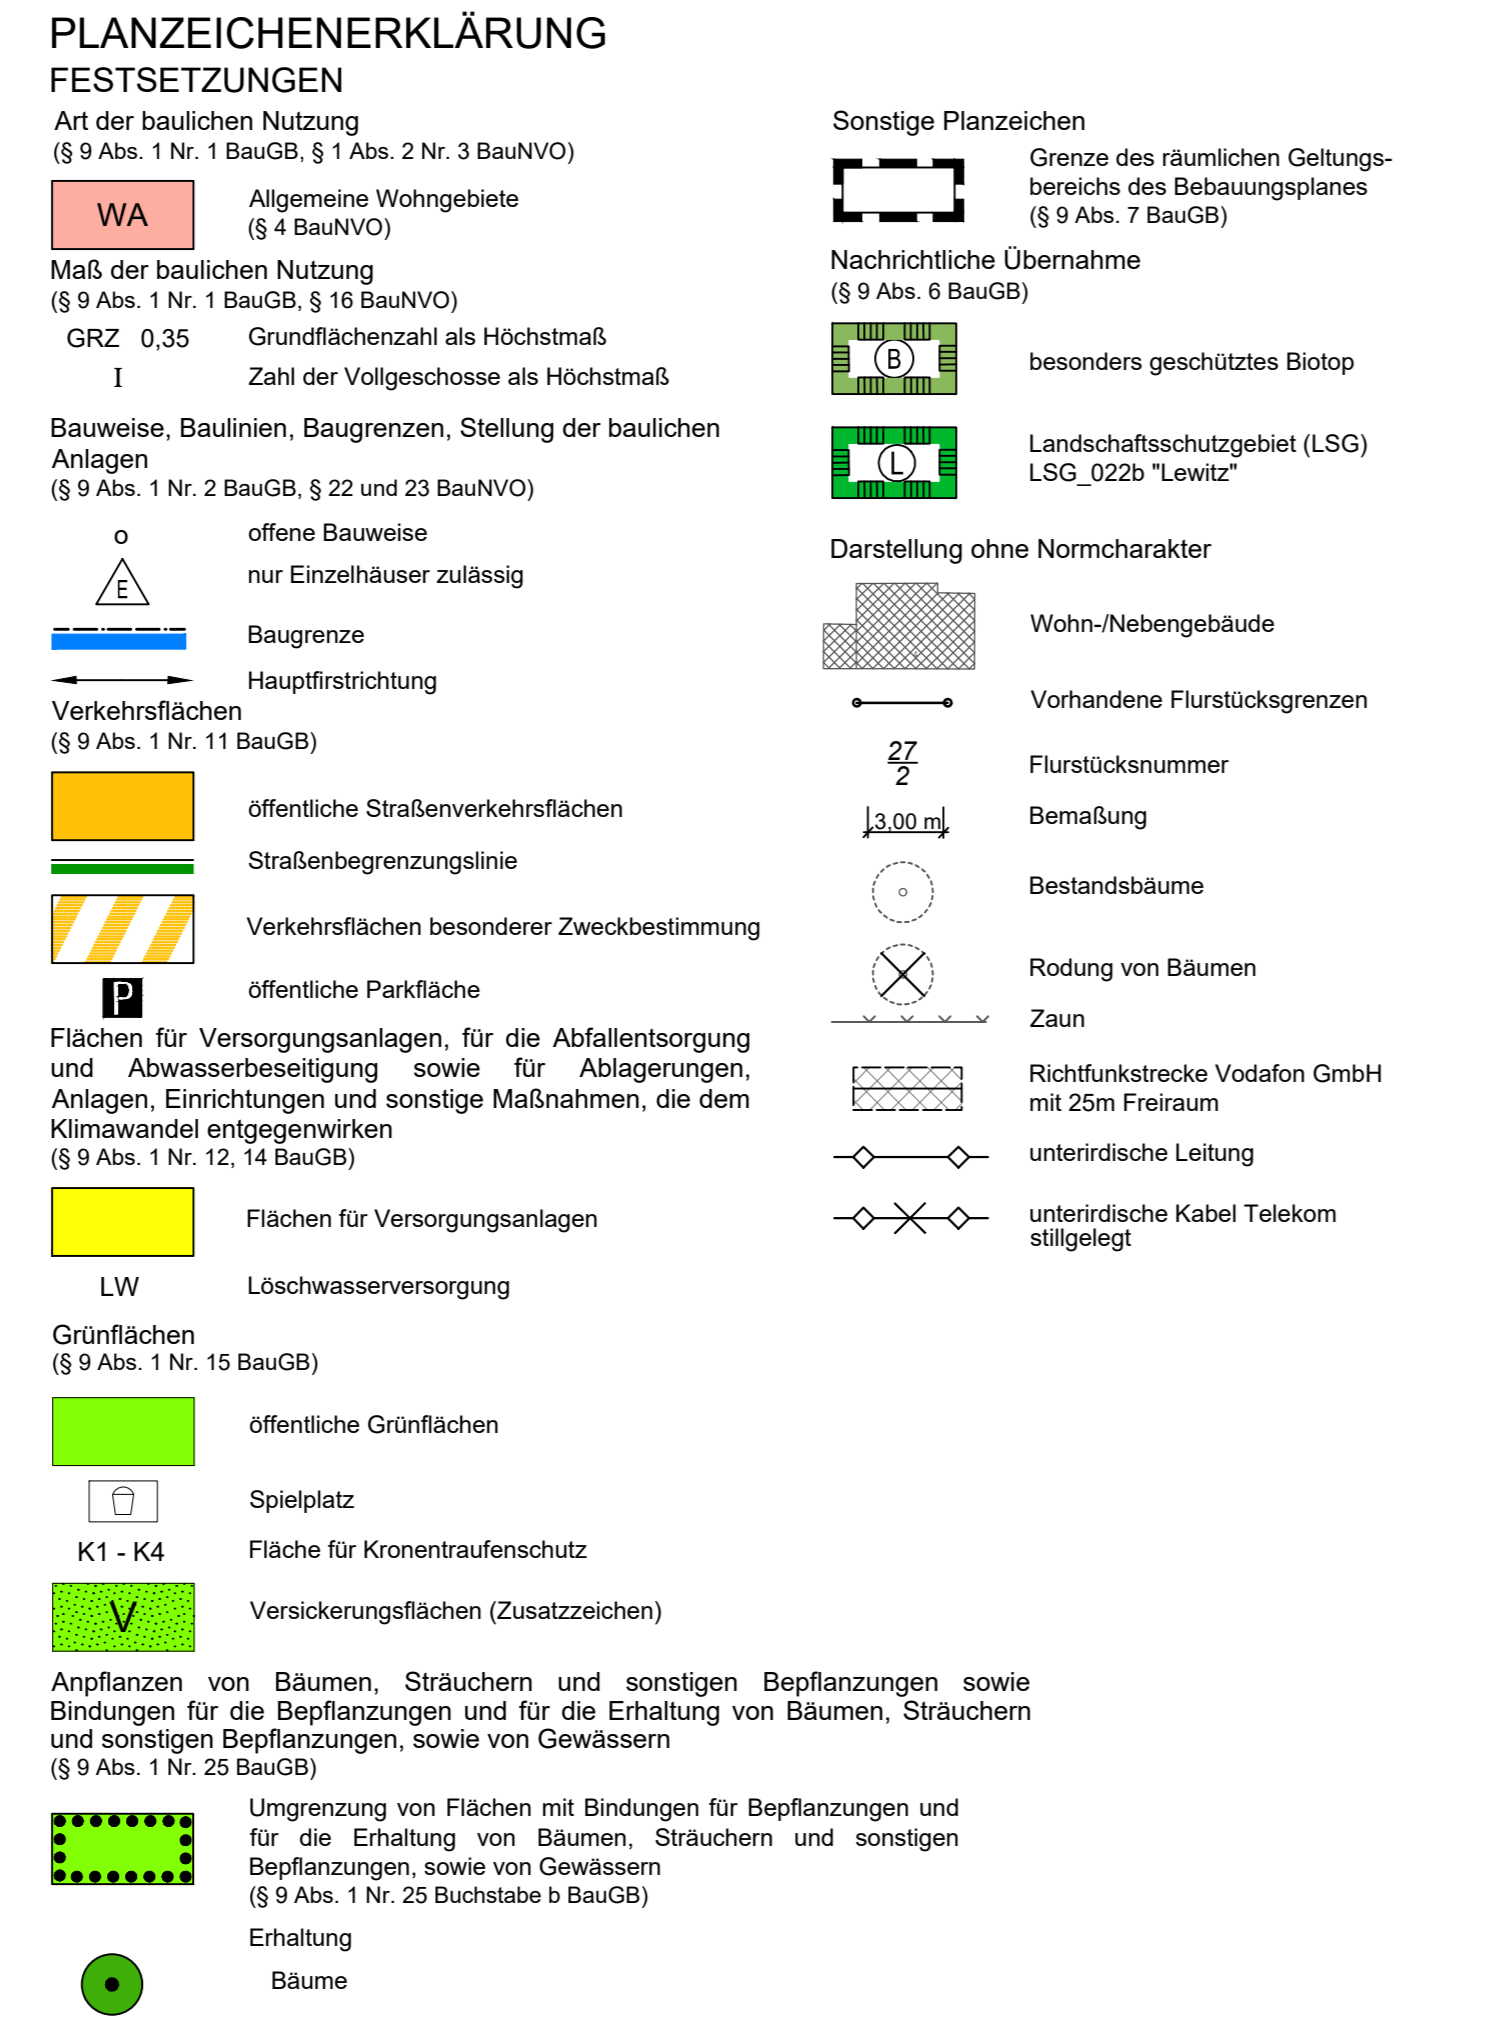 PLANZEICHENERKLÄRUNG
FESTSETZUNGEN
Art der baulichen Nutzung
(§ 9 Abs. 1 Nr. 1 BauGB, § 1 Abs. 2 Nr. 3 BauNVO)
WA
Allgemeine Wohngebiete
(§ 4 BauNVO)
Maß der baulichen Nutzung
(§ 9 Abs. 1 Nr. 1 BauGB, § 16 BauNVO)
GRZ 0,35 Grundflächenzahl als Höchstmaß
I Zahl der Vollgeschosse als Höchstmaß
Bauweise, Baulinien, Baugrenzen, Stellung der baulichen
Anlagen
(§ 9 Abs. 1 Nr. 2 BauGB, § 22 und 23 BauNVO)
o offene Bauweise
E nur Einzelhäuser zulässig
Baugrenze
Hauptfirstrichtung
Verkehrsflächen
(§ 9 Abs. 1 Nr. 11 BauGB)
öffentliche Straßenverkehrsflächen
Straßenbegrenzungslinie
Verkehrsflächen besonderer Zweckbestimmung
P öffentliche Parkfläche
Flächen für Versorgungsanlagen, für die Abfallentsorgung
und Abwasserbeseitigung sowie für Ablagerungen,
Anlagen, Einrichtungen und sonstige Maßnahmen, die dem
Klimawandel entgegenwirken
(§ 9 Abs. 1 Nr. 12, 14 BauGB)
Flächen für Versorgungsanlagen
LW Löschwasserversorgung
Grünflächen
(§ 9 Abs. 1 Nr. 15 BauGB)
öffentliche Grünflächen
Spielplatz
K1 - K4 Fläche für Kronentraufenschutz
V Versickerungsflächen (Zusatzzeichen)
Anpflanzen von Bäumen, Sträuchern und sonstigen Bepflanzungen sowie
Bindungen für die Bepflanzungen und für die Erhaltung von Bäumen, Sträuchern
und sonstigen Bepflanzungen, sowie von Gewässern
(§ 9 Abs. 1 Nr. 25 BauGB)
Umgrenzung von Flächen mit Bindungen für Bepflanzungen und
für die Erhaltung von Bäumen, Sträuchern und sonstigen
Bepflanzungen, sowie von Gewässern
(§ 9 Abs. 1 Nr. 25 Buchstabe b BauGB)
Erhaltung
Bäume
Sonstige Planzeichen
Grenze des räumlichen Geltungs-
bereichs des Bebauungsplanes
(§ 9 Abs. 7 BauGB)
Nachrichtliche Übernahme
(§ 9 Abs. 6 BauGB)
B besonders geschütztes Biotop
L
Landschaftsschutzgebiet (LSG)
LSG_022b "Lewitz"
Darstellung ohne Normcharakter
Wohn-/Nebengebäude
Vorhandene Flurstücksgrenzen
27
2
Flurstücksnummer
3,00 m Bemaßung
Bestandsbäume
Rodung von Bäumen
Zaun
Richtfunkstrecke Vodafon GmbH
mit 25m Freiraum
unterirdische Leitung
unterirdische Kabel Telekom
stillgelegt